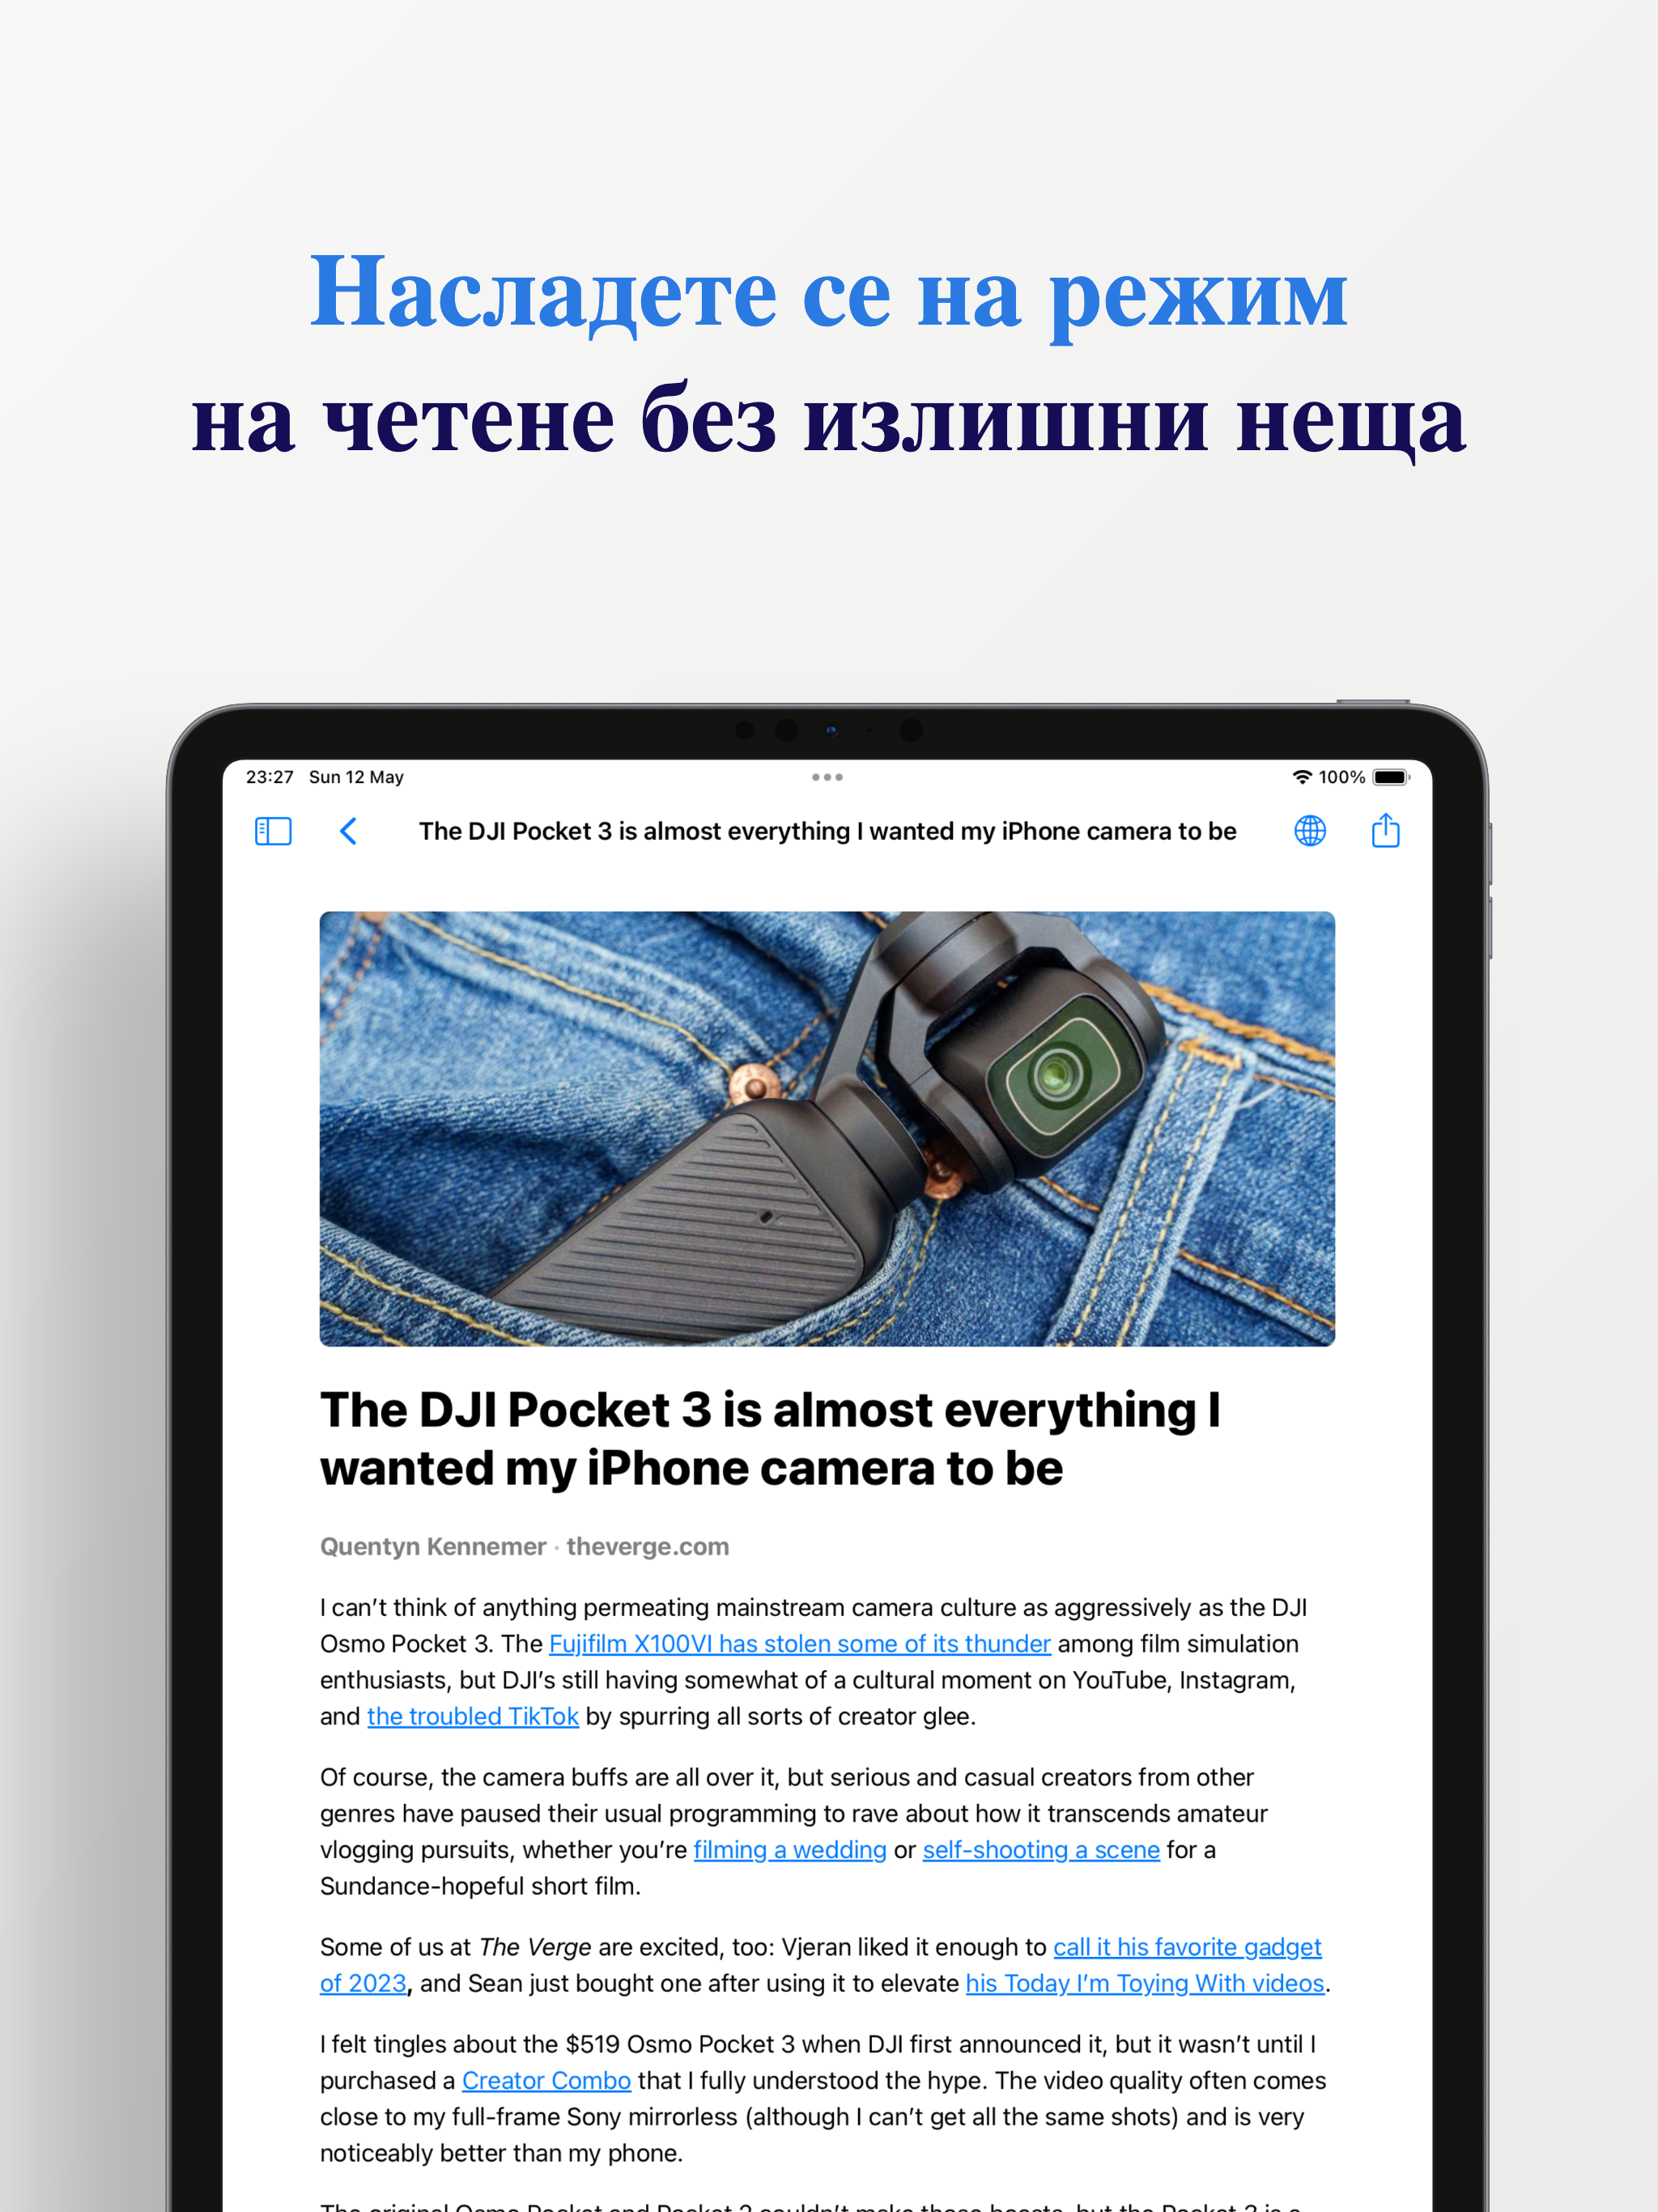 Насладете се на режим
на четене без излишни неща
23:27 Sun 12 May
100%
The DJI Pocket 3 is almost everything I wanted my iPhone camera to be
The DJI Pocket 3 is almost everything I
wanted my iPhone camera to be
Quentyn Kennemer · theverge.com
I can’t think of anything permeating mainstream camera culture as aggressively as the DJI
Osmo Pocket 3. The Fujifilm X100VI has stolen some of its thunder among film simulation
enthusiasts, but DJI’s still having somewhat of a cultural moment on YouTube, Instagram,
and the troubled TikTok by spurring all sorts of creator glee.
Of course, the camera buffs are all over it, but serious and casual creators from other
genres have paused their usual programming to rave about how it transcends amateur
vlogging pursuits, whether you’re filming a wedding or self-shooting a scene for a
Sundance-hopeful short film.
Some of us at The Verge are excited, too: Vjeran liked it enough to call it his favorite gadget
of 2023, and Sean just bought one after using it to elevate his Today I’m Toying With videos.
I felt tingles about the $519 Osmo Pocket 3 when DJI first announced it, but it wasn’t until I
purchased a Creator Combo that I fully understood the hype. The video quality often comes
close to my full-frame Sony mirrorless (although I can’t get all the same shots) and is very
noticeably better than my phone.